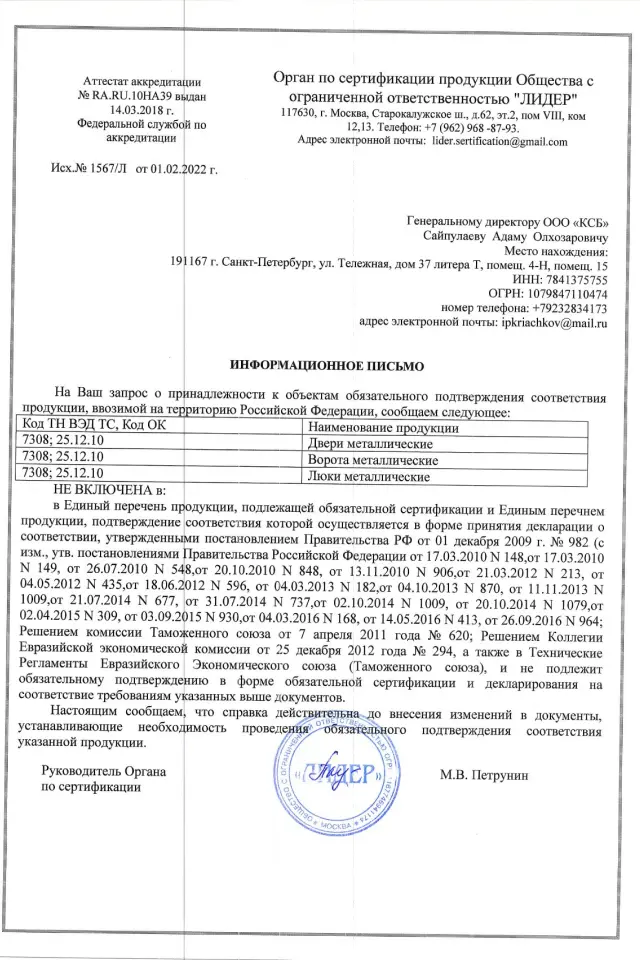 Аттестат аккредитации
№ RA.RU.10НА39 выдан
14.03.2018 г.
Федеральной службой по
аккредитации
Исх.№ 1567/Л от 01.02.2022 г.
Орган по сертификации продукции Общества с
ограниченной ответственностью "ЛИДЕР"
117630, г. Москва, Старокалужское ш., д.62, эт.2, пом VIII, ком
12,13. Телефон: +7 (962) 968 -87-93.
Адрес электронной почты: lider.sertification@gmail.com
Генеральному директору ООО «КСБ»
Сайпулаеву Адаму Олхозаровичу
Место нахождения:
191167 г. Санкт-Петербург, ул. Тележная, дом 37 литера Т, помещ. 4-Н, помещ. 15
ИНН: 7841375755
ОГРН: 1079847110474
номер телефона: +79232834173
адрес электронной почты: ipkriachkov@mail.ru
ИНФОРМАЦИОННОЕ ПИСЬМО
На Ваш запрос о принадлежности к объектам обязательного подтверждения соответствия
продукции, ввозимой на территорию Российской Федерации, сообщаем следующее:
Код ТН ВЭД ТС, Код ОК Наименование продукции
7308; 25.12.10 Двери металлические
7308; 25.12.10 Ворота металлические
7308; 25.12.10 Люки металлические
НЕ ВКЛЮЧЕНА в:
в Единый перечень продукции, подлежащей обязательной сертификации и Единым перечнем
продукции, подтверждение соответствия которой осуществляется в форме принятия декларации о
соответствии, утвержденными постановлением Правительства РФ от 01 декабря 2009 г. № 982 (с
изм., утв. постановлениями Правительства Российской Федерации от 17.03.2010 N 148,от 17.03.2010
N 149, от 26.07.2010 N 548,от 20.10.2010 N 848, от 13.11.2010 N 906,от 21.03.2012 N 213, от
04.05.2012 N 435,от 18.06.2012 N 596, от 04.03.2013 N 182,от 04.10.2013 N 870, от 11.11.2013 N
1009,от 21.07.2014 N 677, от 31.07.2014 N 737,от 02.10.2014 N 1009, от 20.10.2014 N 1079,от
02.04.2015 N 309, от 03.09.2015 N 930,от 04.03.2016 N 168, от 14.05.2016 N 413, от 26.09.2016 N 964;
Решением комиссии Таможенного союза от 7 апреля 2011 года № 620; Решением Коллегии
Евразийской экономической комиссии от 25 декабря 2012 года № 294, а также в Технические
Регламенты Евразийского Экономического союза (Таможенного союза), и не подлежит
обязательному подтверждению в форме обязательной сертификации и декларирования на
соответствие требованиям указанных выше документов.
Настоящим сообщаем, что справка действительна до внесения изменений в документы,
устанавливающие необходимость проведения обязательного подтверждения соответствия
указанной продукции.
Руководитель Органа
по сертификации
«ЛИДЕР»
ОБЩЕСТВО С ОГРАНИЧЕННОЙ ОТВЕТСТВЕННОСТЬЮ
МОСКВА
М.В. Петрунин